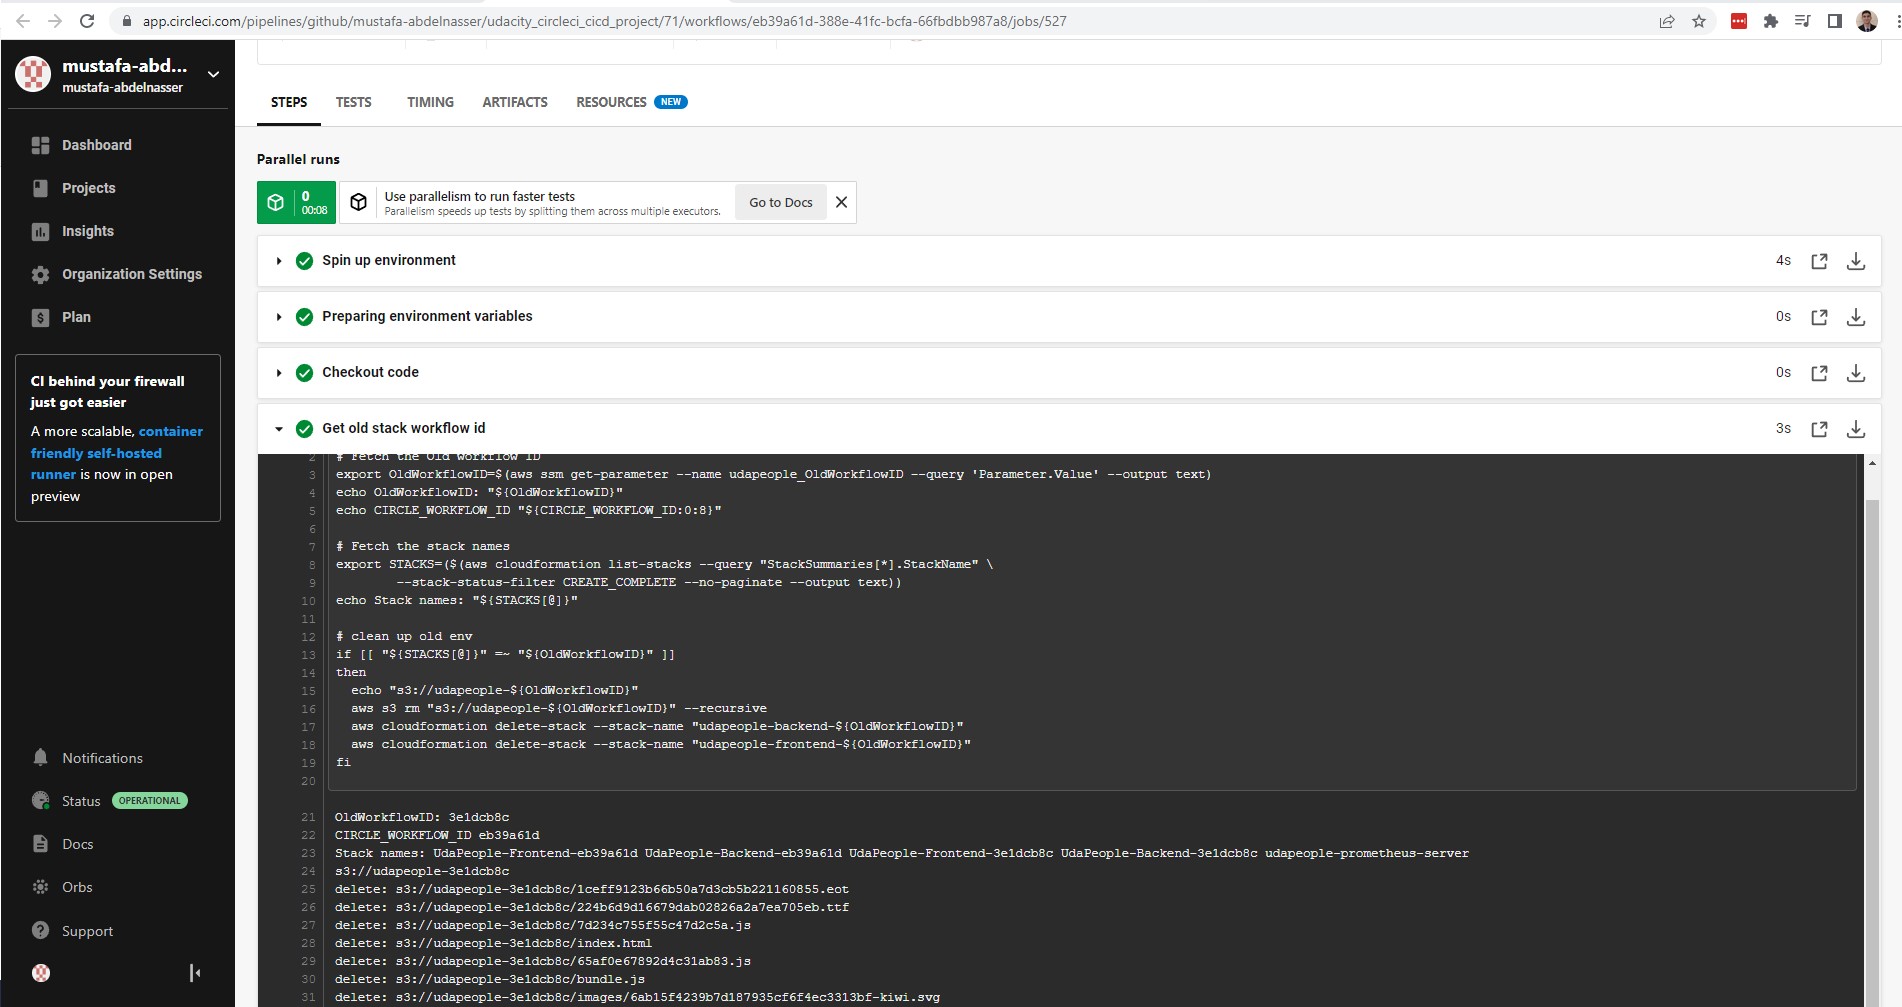 app.circleci.com/pipelines/github/mustafa-abdelnasser/udacity_circleci_cicd_project/71/workflows/eb39a61d-388e-41fc-bcfa-66fbdbb987a8/jobs/527
mustafa-abd...
mustafa-abdelnasser
Dashboard
Projects
Insights
Organization Settings
Plan
CI behind your firewall
just got easier
A more scalable, container
friendly self-hosted
runner is now in open
preview
Notifications
Status OPERATIONAL
Docs
Orbs
Support
STEPS TESTS TIMING ARTIFACTS RESOURCES NEW
Parallel runs
0
00:08
Use parallelism to run faster tests
Parallelism speeds up tests by splitting them across multiple executors.
Go to Docs
Spin up environment 4s
Preparing environment variables 0s
Checkout code 0s
Get old stack workflow id 3s
2 # Fetch the Old workflow ID
3 export OldWorkflowID=$(aws ssm get-parameter --name udapeople_OldWorkflowID --query 'Parameter.Value' --output text)
4 echo OldWorkflowID: "${OldWorkflowID}"
5 echo CIRCLE_WORKFLOW_ID "${CIRCLE_WORKFLOW_ID:0:8}"
6
7 # Fetch the stack names
8 export STACKS=($(aws cloudformation list-stacks --query "StackSummaries[*].StackName" \
9 --stack-status-filter CREATE_COMPLETE --no-paginate --output text))
10 echo Stack names: "${STACKS[@]}"
11
12 # clean up old env
13 if [[ "${STACKS[@]}" =~ "${OldWorkflowID}" ]]
14 then
15 echo "s3://udapeople-${OldWorkflowID}"
16 aws s3 rm "s3://udapeople-${OldWorkflowID}" --recursive
17 aws cloudformation delete-stack --stack-name "udapeople-backend-${OldWorkflowID}"
18 aws cloudformation delete-stack --stack-name "udapeople-frontend-${OldWorkflowID}"
19 fi
20
21 OldWorkflowID: 3e1dcb8c
22 CIRCLE_WORKFLOW_ID eb39a61d
23 Stack names: UdaPeople-Frontend-eb39a61d UdaPeople-Backend-eb39a61d UdaPeople-Frontend-3e1dcb8c UdaPeople-Backend-3e1dcb8c udapeople-prometheus-server
24 s3://udapeople-3e1dcb8c
25 delete: s3://udapeople-3e1dcb8c/1ceff9123b66b50a7d3cb5b221160855.eot
26 delete: s3://udapeople-3e1dcb8c/224b6d9d16679dab02826a2a7ea705eb.ttf
27 delete: s3://udapeople-3e1dcb8c/7d234c755f55c47d2c5a.js
28 delete: s3://udapeople-3e1dcb8c/index.html
29 delete: s3://udapeople-3e1dcb8c/65af0e67892d4c31ab83.js
30 delete: s3://udapeople-3e1dcb8c/bundle.js
31 delete: s3://udapeople-3e1dcb8c/images/6ab15f4239b7d187935cf6f4ec3313bf-kiwi.svg